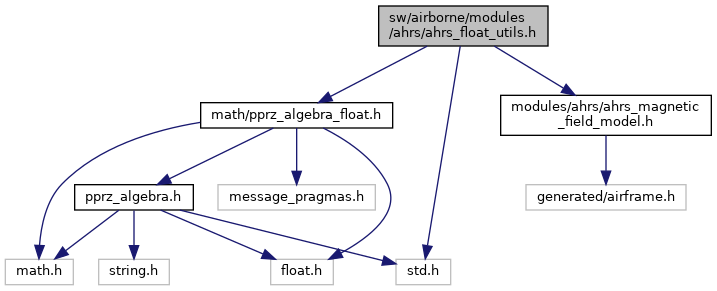 sw/airborne/modules
/ahrs/ahrs_float_utils.h
math/pprz_algebra_float.h
modules/ahrs/ahrs_magnetic
_field_model.h
pprz_algebra.h
message_pragmas.h
generated/airframe.h
math.h
string.h
float.h
std.h